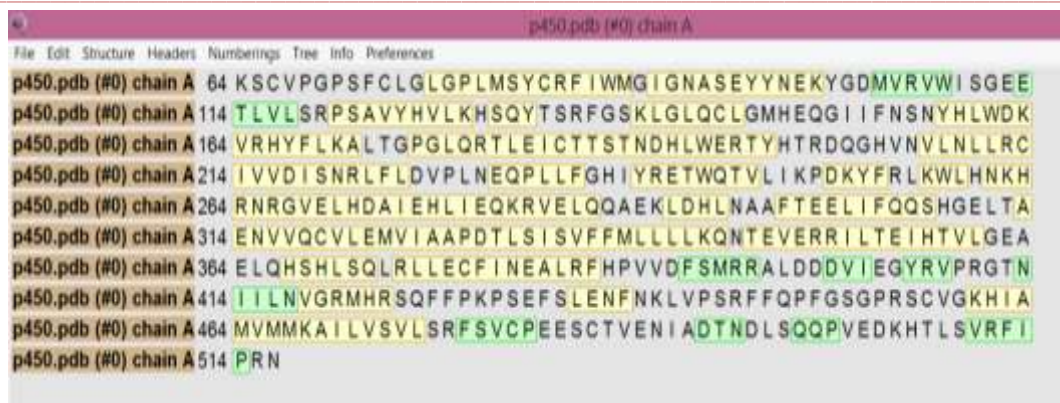 p450.pdb (#0) chain A
File Edit Structure Headers Numberings Tree Info Preferences
p450.pdb (#0) chain A 64 KSCVPGPSFCLGLGPLMSYCRFIWMGIGNASEYYNEKYGDMVRVWISGEE
p450.pdb (#0) chain A 114 TLVLSRPSAVYHVLKHSQYTSRFGSKLGLQCLGMHEQGIIFNSNYHLWDK
p450.pdb (#0) chain A 164 VRHYFLKALTGPGLQRTLEICTTSTNDHLWERTYHTRDQGHVNVLNLLRC
p450.pdb (#0) chain A 214 IVVDISNRLFLDVPLNEQPLLFGHIYRETWQTVLIKPDKYFRLKWLHNKH
p450.pdb (#0) chain A 264 RNRGVELHDAIEHLIEQKRVELQQAEKLDHLNAAFTEELIFQQSHGELTA
p450.pdb (#0) chain A 314 ENVVQCVLEMVIAAPDTLSISVFFMLLLLKQNTEVERRILTEIHTVLGEA
p450.pdb (#0) chain A 364 ELQHSHLSQLRLLECFINEALRFHPVVDFSMRRALDDDVIEGYRVPRGTN
p450.pdb (#0) chain A 414 IILNVGRMHRSQFFPKPSEFSLENFNKLVPSRFFQPFGSGPRSCVGKHIA
p450.pdb (#0) chain A 464 MVMMKAILVSVLSRFSVCPEESCTVENIADTNDLSQQPVEDKHTLSVRFI
p450.pdb (#0) chain A 514 PRN